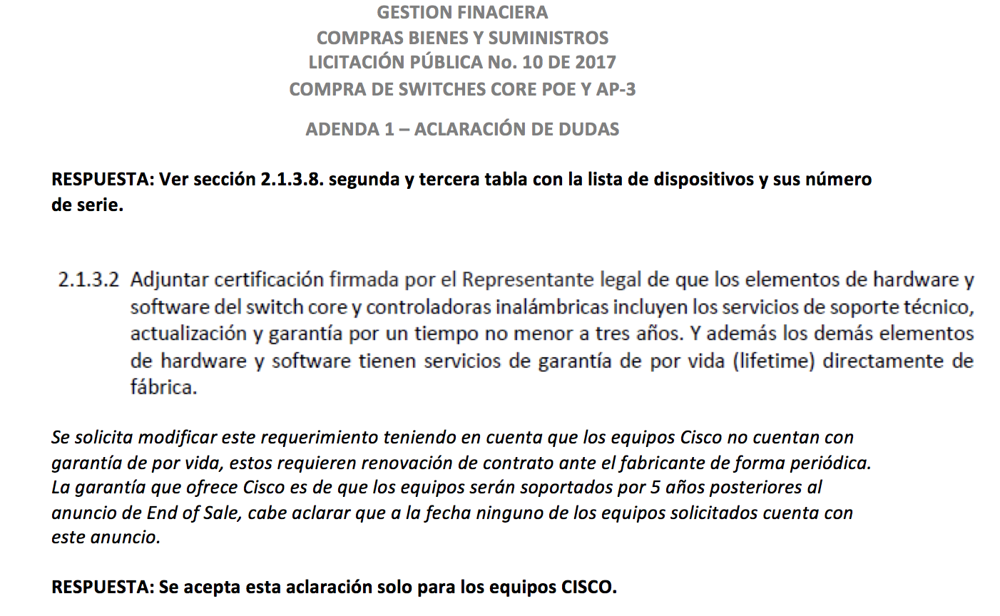 GESTION FINACIERA
COMPRAS BIENES Y SUMINISTROS
LICITACIÓN PÚBLICA No. 10 DE 2017
COMPRA DE SWITCHES CORE POE Y AP-3
ADENDA 1 – ACLARACIÓN DE DUDAS
RESPUESTA: Ver sección 2.1.3.8. segunda y tercera tabla con la lista de dispositivos y sus número
de serie.
2.1.3.2 Adjuntar certificación firmada por el Representante legal de que los elementos de hardware y
software del switch core y controladoras inalámbricas incluyen los servicios de soporte técnico,
actualización y garantía por un tiempo no menor a tres años. Y además los demás elementos
de hardware y software tienen servicios de garantía de por vida (lifetime) directamente de
fábrica.
Se solicita modificar este requerimiento teniendo en cuenta que los equipos Cisco no cuentan con
garantía de por vida, estos requieren renovación de contrato ante el fabricante de forma periódica.
La garantía que ofrece Cisco es de que los equipos serán soportados por 5 años posteriores al
anuncio de End of Sale, cabe aclarar que a la fecha ninguno de los equipos solicitados cuenta con
este anuncio.
RESPUESTA: Se acepta esta aclaración solo para los equipos CISCO.